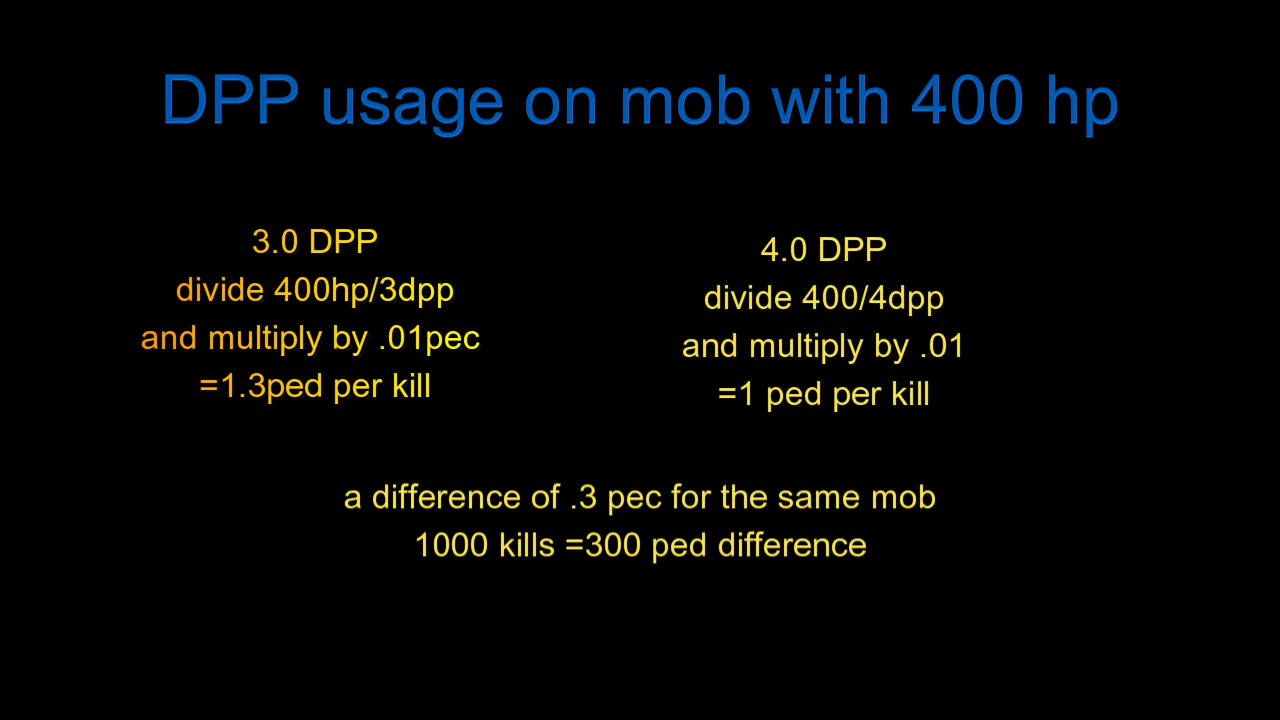 DPP usage on mob with 400 hp
3.0 DPP
divide 400hp/3dpp
and multiply by .01pec
=1.3ped per kill
4.0 DPP
divide 400/4dpp
and multiply by .01
=1 ped per kill
a difference of .3 pec for the same mob
1000 kills =300 ped difference